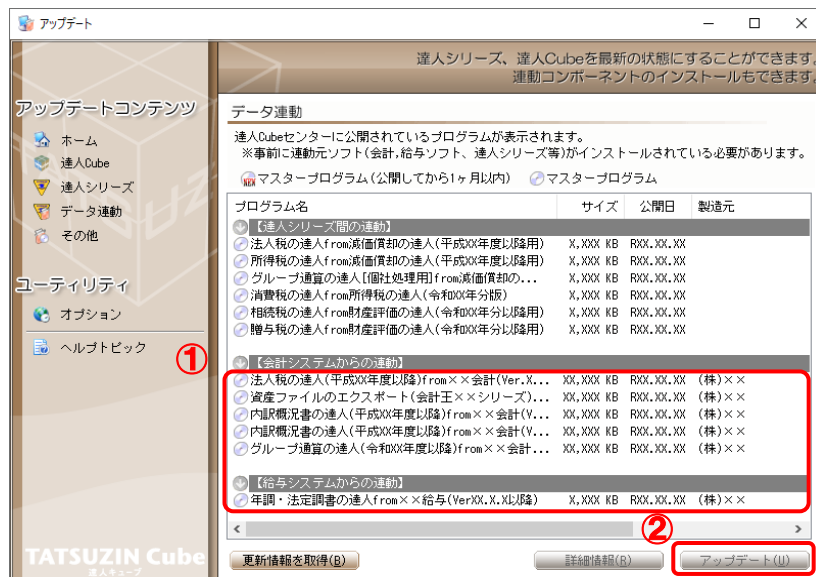 アップデート
達人シリーズ、達人Cubeを最新の状態にすることができます。
連動コンポーネントのインストールもできます。
アップデートコンテンツ
ホーム
達人Cube
達人シリーズ
データ連動
その他
ユーティリティ
オプション
ヘルプトピック
TATSUZIN Cube
達人キューブ
データ連動
達人Cubeセンターに公開されているプログラムが表示されます。
※事前に連動元ソフト(会計,給与ソフト、達人シリーズ等)がインストールされている必要があります。
NEW マスタープログラム(公開してから1ヶ月以内) マスタープログラム
プログラム名 サイズ 公開日 製造元
【達人シリーズ間の連動】
法人税の達人from減価償却の達人(平成XX年度以降用) X,XXX KB RXX.XX.XX
所得税の達人from減価償却の達人(平成XX年度以降用) X,XXX KB RXX.XX.XX
グループ通算の達人[個社処理用]from減価償却の... X,XXX KB RXX.XX.XX
消費税の達人from所得税の達人(令和XX年分版) X,XXX KB RXX.XX.XX
相続税の達人from財産評価の達人(令和XX年分以降用) X,XXX KB RXX.XX.XX
贈与税の達人from財産評価の達人(令和XX年分以降用) X,XXX KB RXX.XX.XX
①
【会計システムからの連動】
法人税の達人(平成XX年度以降)from××会計(Ver.X... XX,XXX KB RXX.XX.XX (株)××
資産ファイルのエクスポート(会計王××シリーズ)... XX,XXX KB RXX.XX.XX (株)××
内訳概況書の達人(平成XX年度以降)from××会計(V... XX,XXX KB RXX.XX.XX (株)××
内訳概況書の達人(平成XX年度以降)from××会計(V... XX,XXX KB RXX.XX.XX (株)××
グループ通算の達人(令和XX年度以降)from××会計... XX,XXX KB RXX.XX.XX (株)××
【給与システムからの連動】
年調・法定調書の達人from××給与(VerXX.X.X以降) X,XXX KB RXX.XX.XX (株)××
②
更新情報を取得(B) 詳細情報(R) アップデート(U)